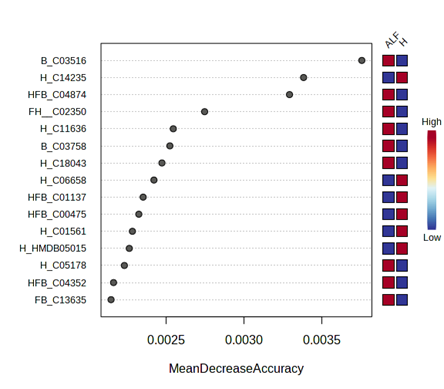 ALF H
B_C03516
H_C14235
HFB_C04874
FH__C02350
H_C11636
B_C03758
H_C18043
H_C06658
HFB_C01137
HFB_C00475
H_C01561
H_HMDB05015
H_C05178
HFB_C04352
FB_C13635
High
Low
0.0025 0.0030 0.0035
MeanDecreaseAccuracy